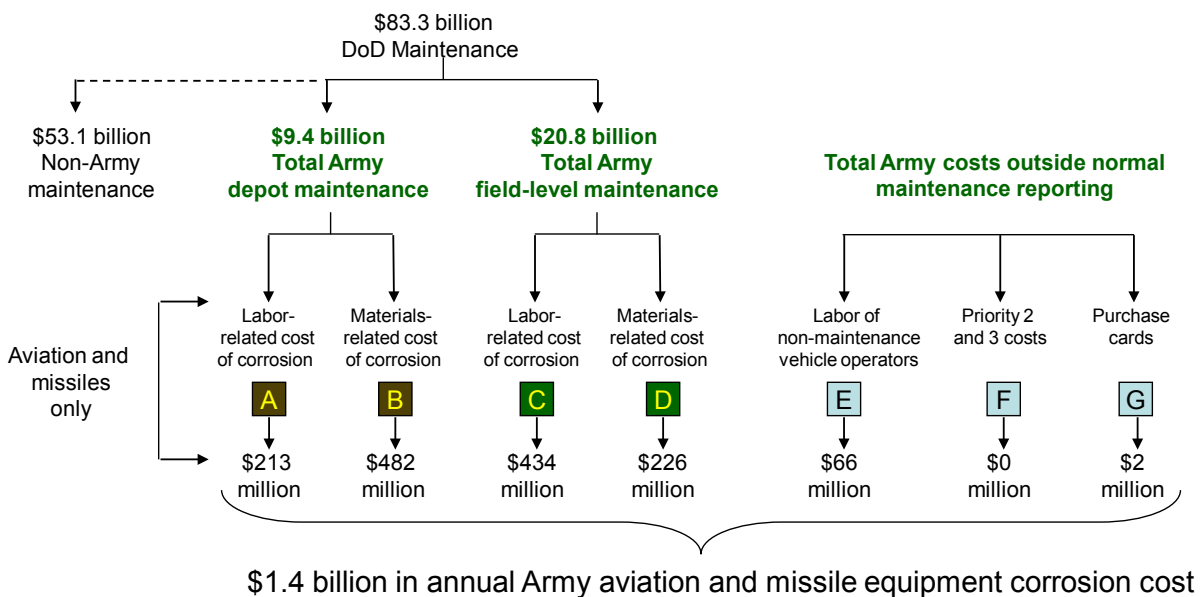 $83.3 billion
DoD Maintenance
$53.1 billion
Non-Army
maintenance
$9.4 billion
Total Army
depot maintenance
$20.8 billion
Total Army
field-level maintenance
Total Army costs outside normal
maintenance reporting
Aviation and
missiles
only
Labor-
related cost
of corrosion
Materials-
related cost
of corrosion
Labor-
related cost
of corrosion
Materials-
related cost
of corrosion
Labor of
non-maintenance
vehicle operators
Priority 2
and 3 costs
Purchase
cards
A
B
C
D
E
F
G
$213
million
$482
million
$434
million
$226
million
$66
million
$0
million
$2
million
$1.4 billion in annual Army aviation and missile equipment corrosion cost